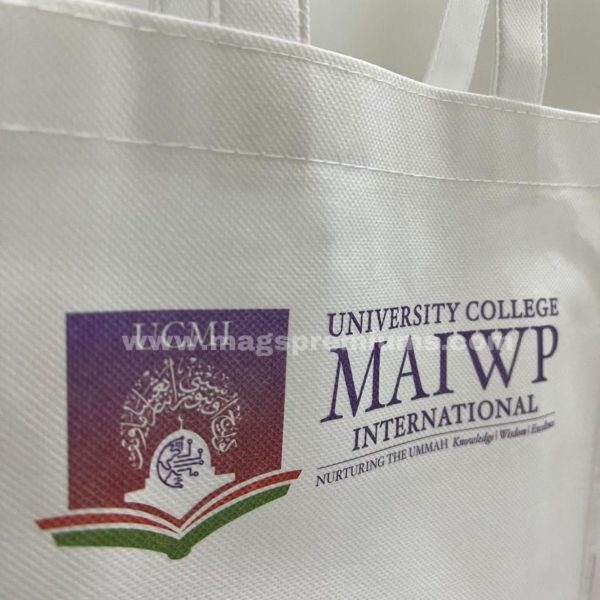 UCMI
UNIVERSITY COLLEGE
MAIWP
INTERNATIONAL
NURTURING THE UMMAH Knowledge | Wisdom | Excellence
www.magspremiums.com